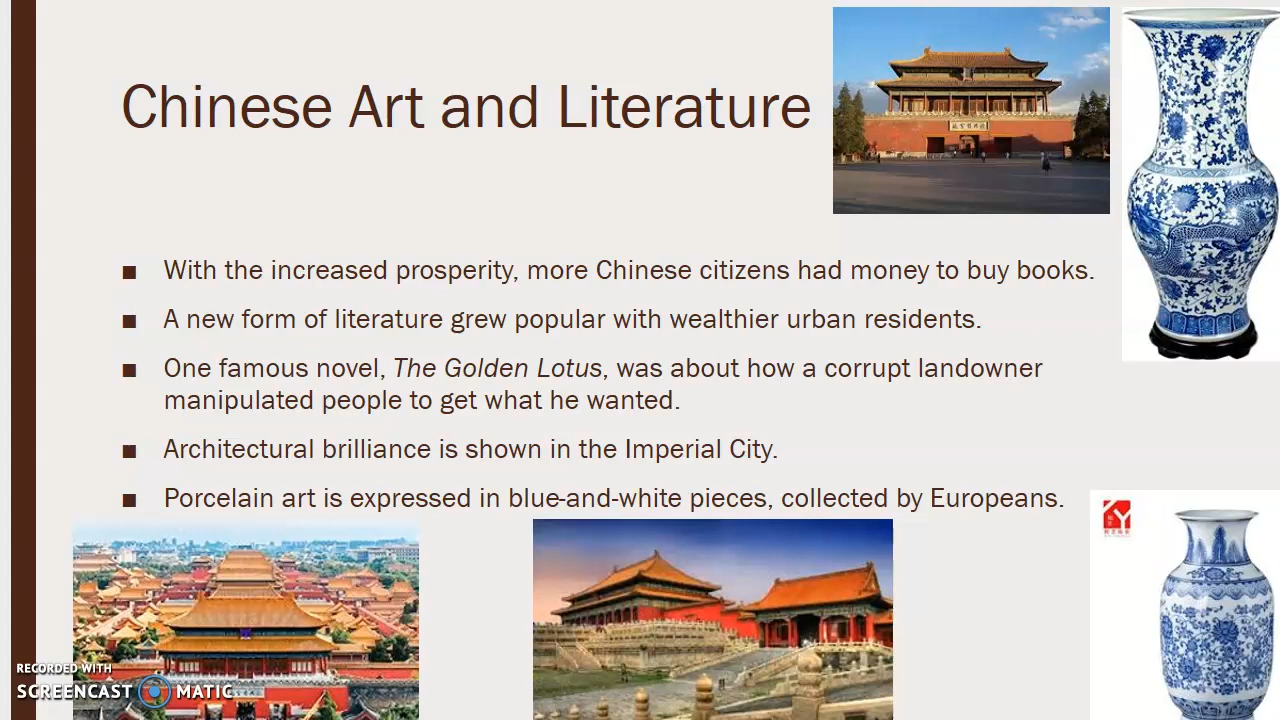 Chinese Art and Literature
■ With the increased prosperity, more Chinese citizens had money to buy books.
■ A new form of literature grew popular with wealthier urban residents.
■ One famous novel, The Golden Lotus, was about how a corrupt landowner
manipulated people to get what he wanted.
■ Architectural brilliance is shown in the Imperial City.
■ Porcelain art is expressed in blue-and-white pieces, collected by Europeans.
RECORDED WITH
SCREENCAST MATIC